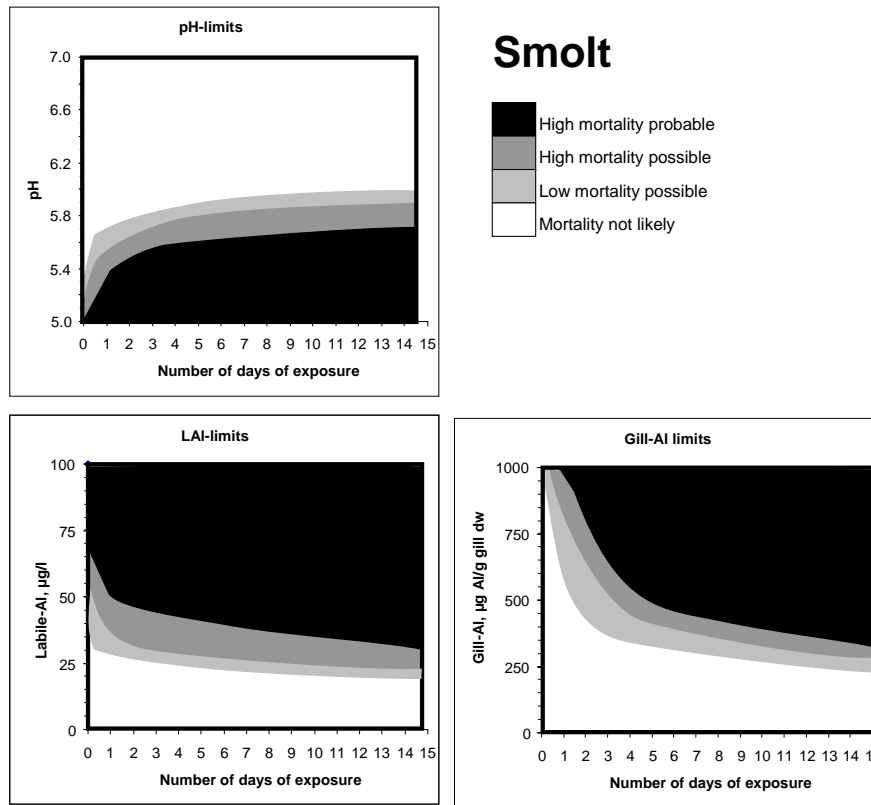 pH-limits
7.0
6.6
6.2
5.8
5.4
5.0
pH
0 1 2 3 4 5 6 7 8 9 10 11 12 13 14 15
Number of days of exposure
Smolt
High mortality probable
High mortality possible
Low mortality possible
Mortality not likely
LAl-limits
100
75
50
25
0
Labile-Al, µg/l
0 1 2 3 4 5 6 7 8 9 10 11 12 13 14 15
Number of days of exposure
Gill-Al limits
1000
750
500
250
0
Gill-Al, µg Al/g gill dw
0 1 2 3 4 5 6 7 8 9 10 11 12 13 14 15
Number of days of exposure